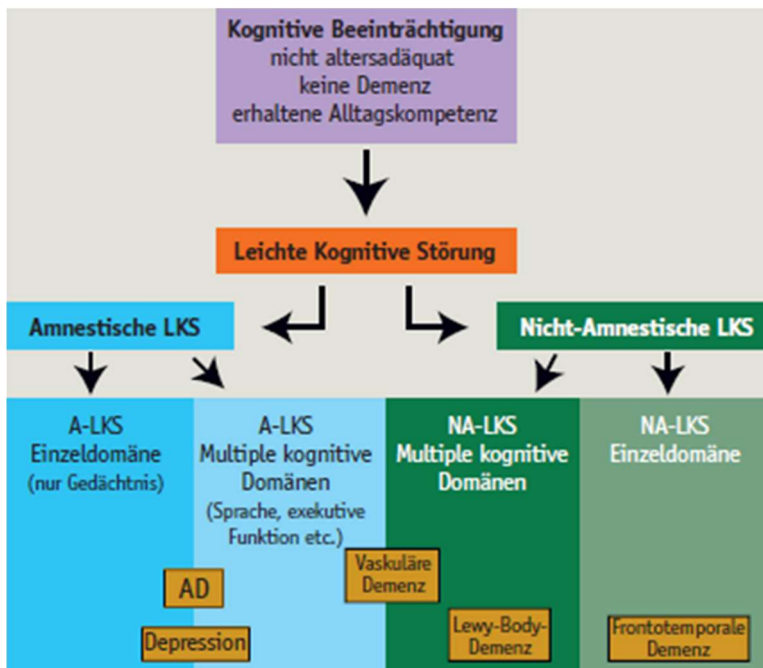 Kognitive Beeinträchtigung
nicht altersadäquat
keine Demenz
erhaltene Alltagskompetenz
Leichte Kognitive Störung
Amnestische LKS
Nicht-Amnestische LKS
A-LKS
Einzeldomäne
(nur Gedächtnis)
A-LKS
Multiple kognitive
Domänen
(Sprache, exekutive
Funktion etc.)
NA-LKS
Multiple kognitive
Domänen
NA-LKS
Einzeldomäne
AD
Depression
Vaskuläre
Demenz
Lewy-Body-
Demenz
Frontotemporale
Demenz